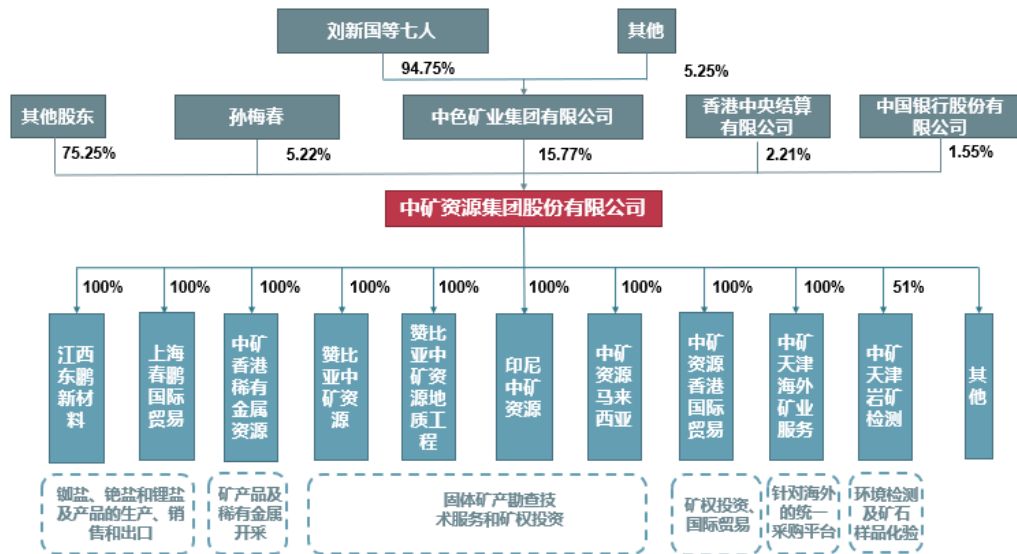 刘新国等七人
其他
94.75%
5.25%
其他股东
孙梅春
中色矿业集团有限公司
香港中央结算
有限公司
中国银行股份有
限公司
75.25%
5.22%
15.77%
2.21%
1.55%
中矿资源集团股份有限公司
100%
100%
100%
100%
100%
100%
100%
100%
51%
江西
东鹏
新材
料
上海
春鹏
国际
贸易
中矿
香港
稀有
金属
资源
赞比
亚中
矿资
源
赞比
亚中
矿资
源地
质工
程
印尼
中矿
资源
中矿
资源
马来
西亚
中矿
资源
香港
国际
贸易
中矿
天津
海外
矿业
服务
中矿
天津
岩矿
检测
其
他
铷盐、铯盐和锂盐
及产品的生产、销
售和出口
矿产品及
稀有金属
开采
固体矿产勘查技
术服务和矿权投资
矿权投资、
国际贸易
针对海外
的统一
采购平台
环境检测
及矿石
样品化验